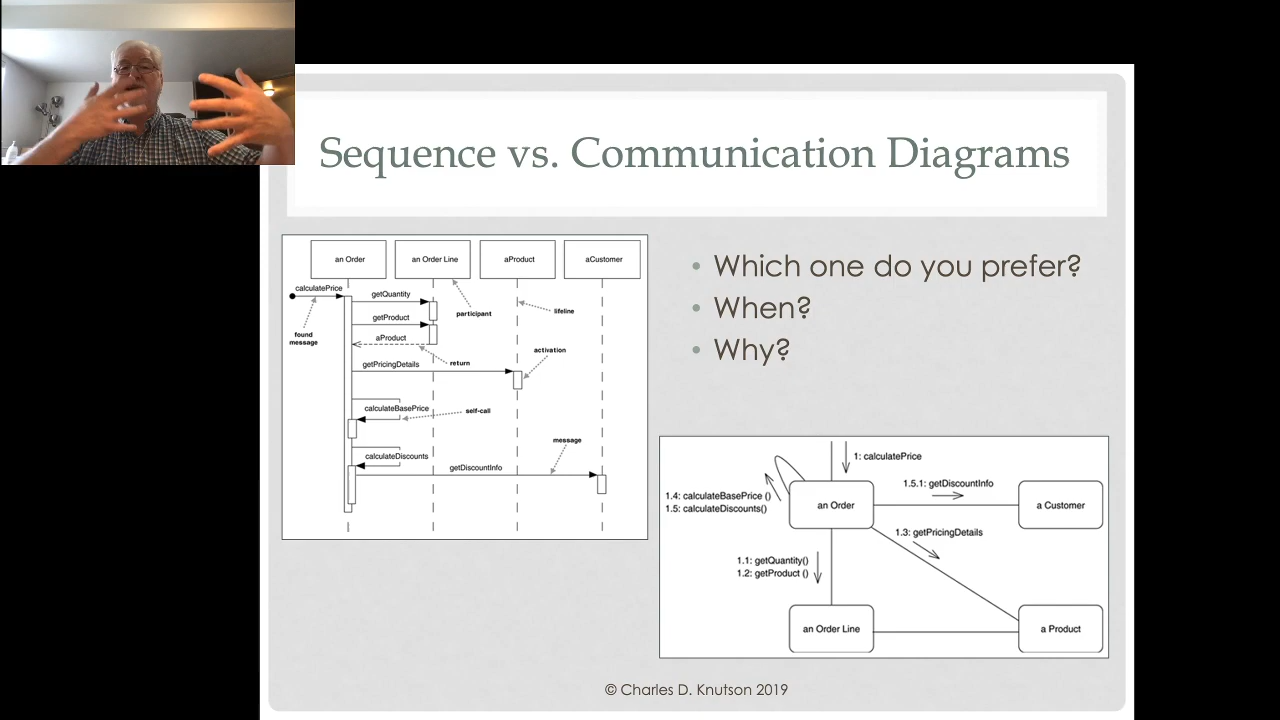 Sequence vs. Communication Diagrams
an Order
an Order Line
aProduct
aCustomer
calculatePrice
getQuantity
participant
lifeline
getProduct
found
message
aProduct
return
activation
getPricingDetails
calculateBasePrice
self-call
message
calculateDiscounts
getDiscountInfo
• Which one do you prefer?
• When?
• Why?
1: calculatePrice
1.5.1: getDiscountInfo
1.4: calculateBasePrice ()
1.5: calculateDiscounts()
an Order
a Customer
1.3: getPricingDetails
1.1: getQuantity()
1.2: getProduct ()
an Order Line
a Product
© Charles D. Knutson 2019